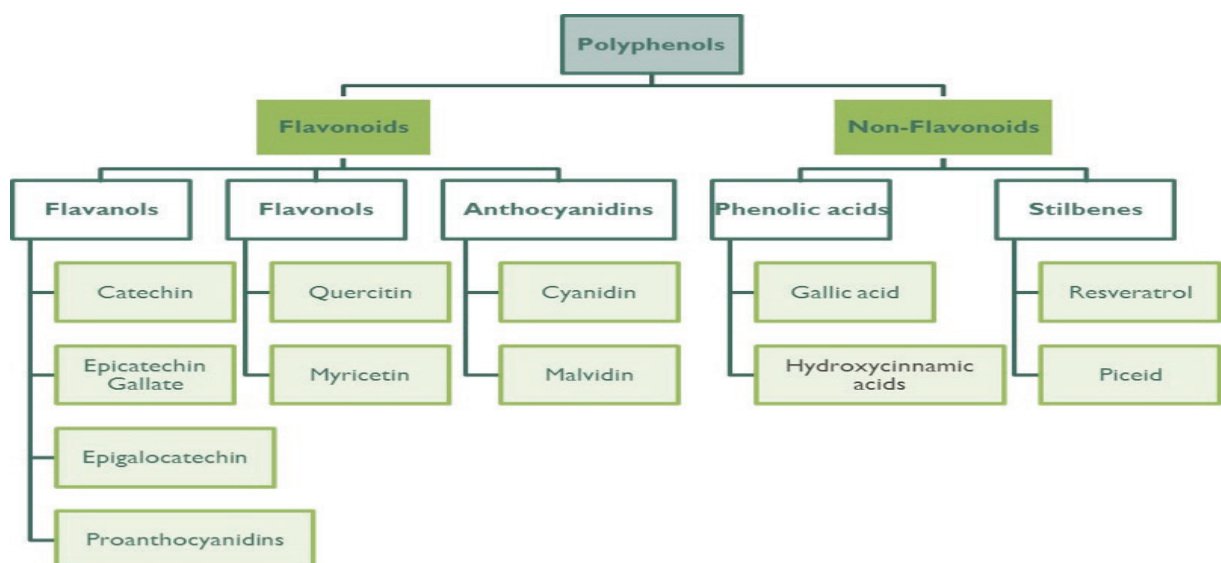 Polyphenols
Flavonoids
Non-Flavonoids
Flavanols
Flavonols
Anthocyanidins
Phenolic acids
Stilbenes
Catechin
Quercitin
Cyanidin
Gallic acid
Resveratrol
Epicatechin
Gallate
Myricetin
Malvidin
Hydroxycinnamic
acids
Piceid
Epigalocatechin
Proanthocyanidins